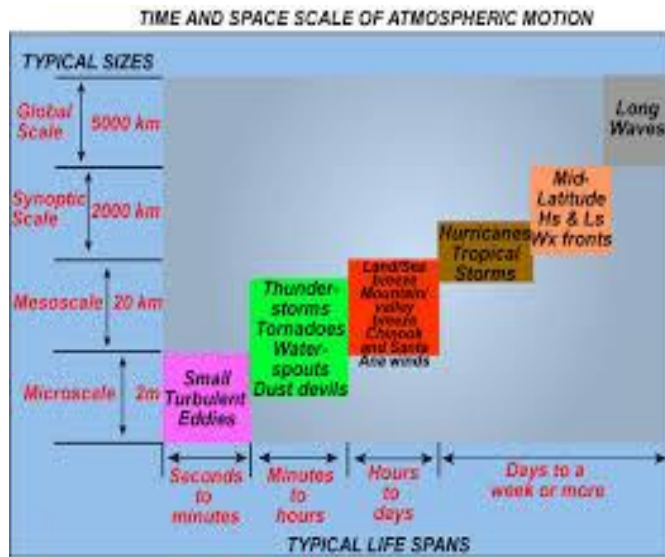 TIME AND SPACE SCALE OF ATMOSPHERIC MOTION
TYPICAL SIZES
Global
Scale
5000 km
Synoptic
Scale
2000 km
Mesoscale
20 km
Microscale
2m
Long
Waves
Mid-
Latitude
Hs & Ls
Wx fronts
Hurricanes
Tropical
Storms
Land/Sea
breeze
Mountain/
valley
breeze
Chinook
and Santa
Ana winds
Thunder-
storms
Tornadoes
Water-
spouts
Dust devils
Small
Turbulent
Eddies
Seconds
to
minutes
Minutes
to
hours
Hours
to
days
Days to a
week or more
TYPICAL LIFE SPANS